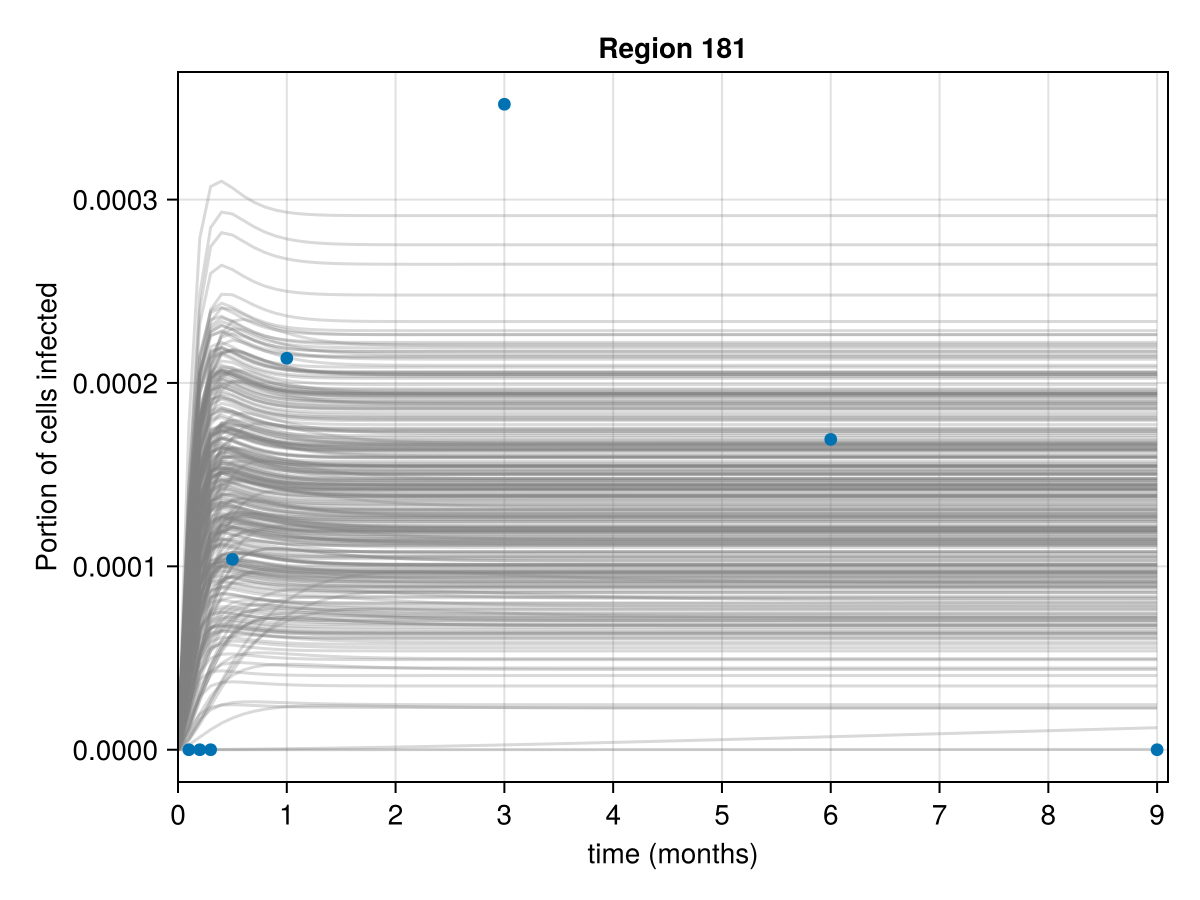 Region 181
Portion of cells infected
0.0003
0.0002
0.0001
0.0000
0 1 2 3 4 5 6 7 8 9
time (months)